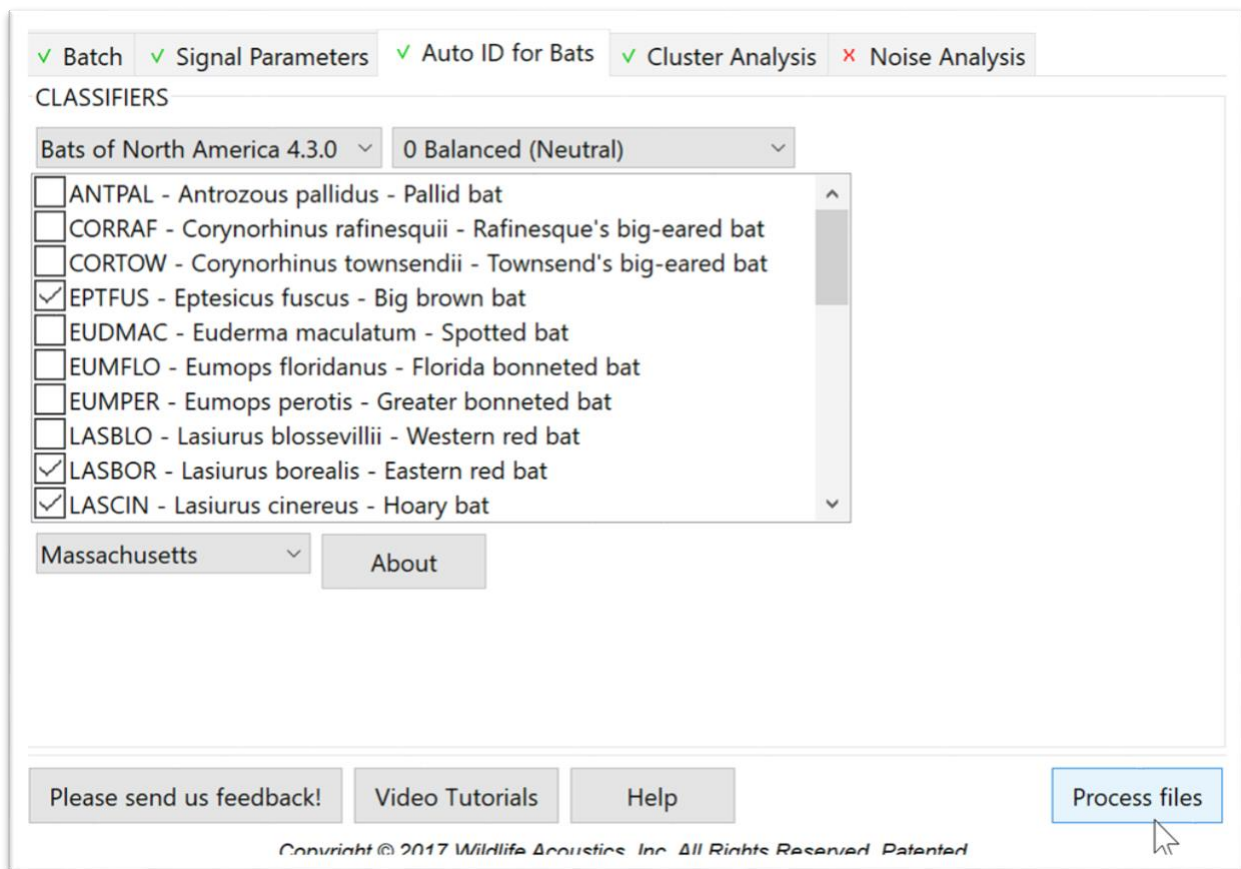 ✓ Batch ✓ Signal Parameters ✓ Auto ID for Bats ✓ Cluster Analysis × Noise Analysis
CLASSIFIERS
Bats of North America 4.3.0 0 Balanced (Neutral)
ANTPAL - Antrozous pallidus - Pallid bat
CORRAF - Corynorhinus rafinesquii - Rafinesque's big-eared bat
CORTOW - Corynorhinus townsendii - Townsend's big-eared bat
EPTFUS - Eptesicus fuscus - Big brown bat
EUDMAC - Euderma maculatum - Spotted bat
EUMFLO - Eumops floridanus - Florida bonneted bat
EUMPER - Eumops perotis - Greater bonneted bat
LASBLO - Lasiurus blossevillii - Western red bat
LASBOR - Lasiurus borealis - Eastern red bat
LASCIN - Lasiurus cinereus - Hoary bat
Massachusetts About
Please send us feedback! Video Tutorials Help Process files
Copyright © 2017 Wildlife Acoustics, Inc. All Rights Reserved. Patented